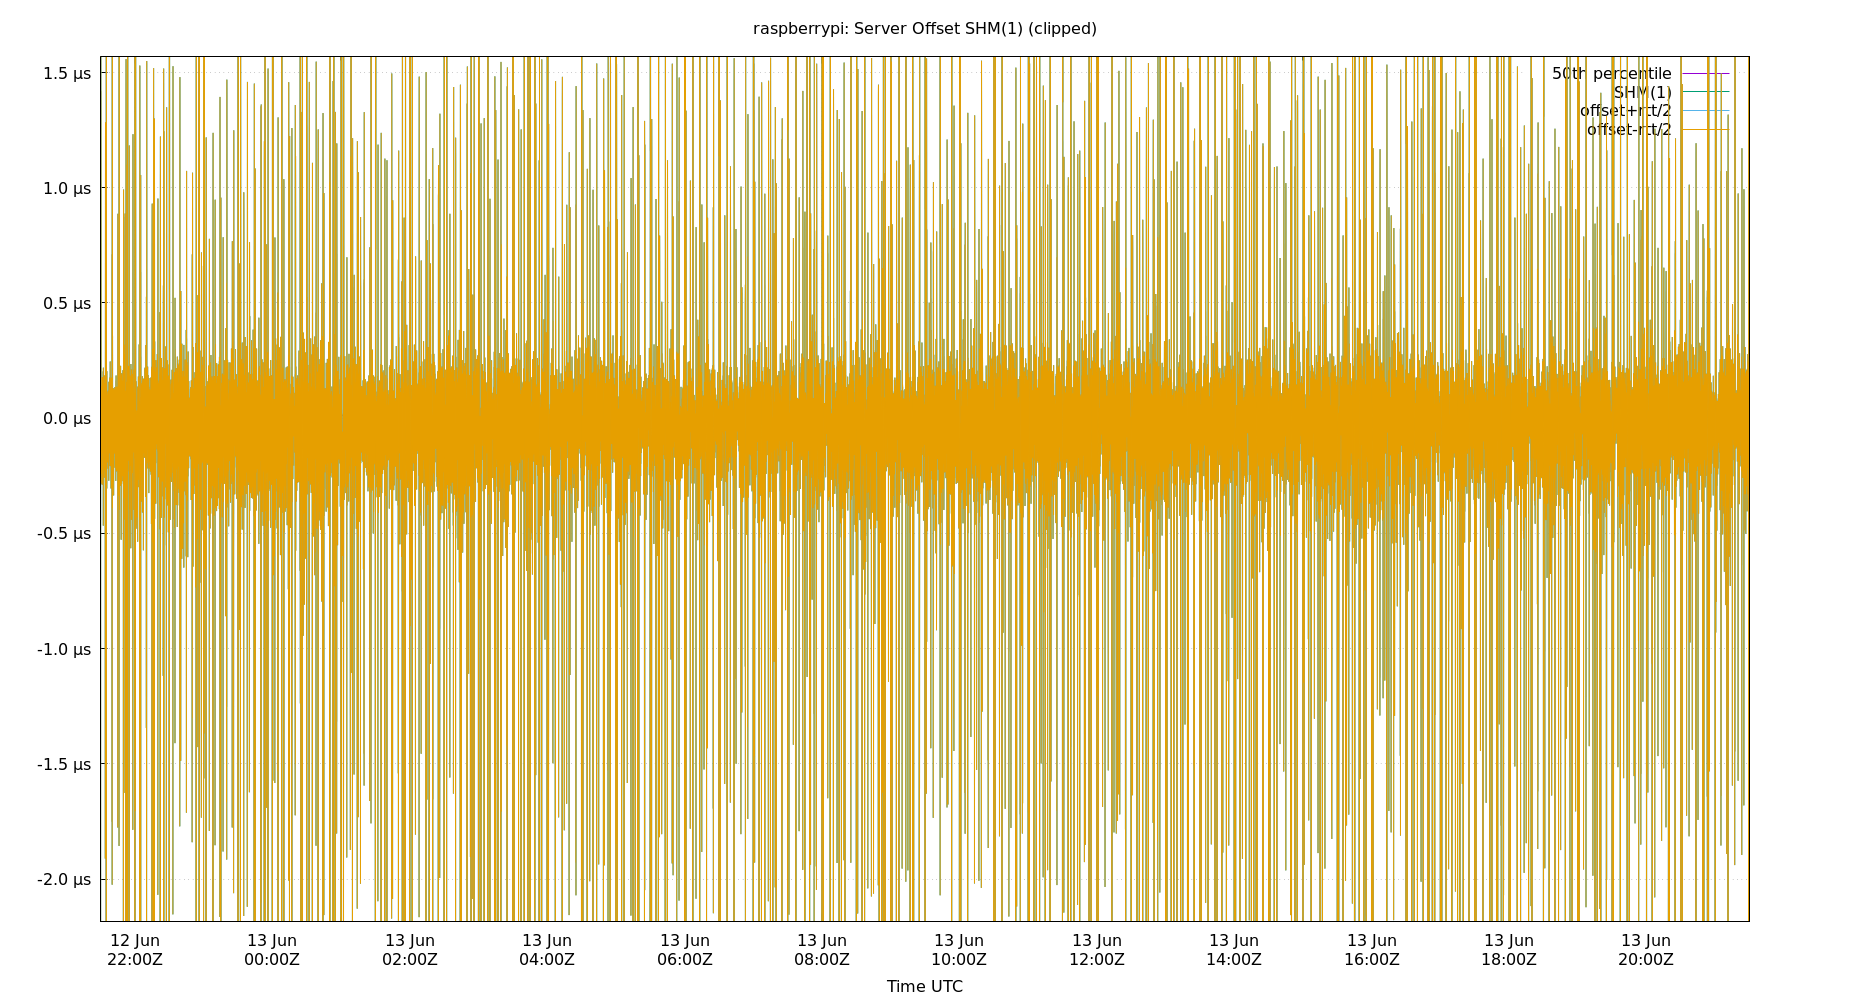 raspberrypi: Server Offset SHM(1) (clipped)
1.5 µs
1.0 µs
0.5 µs
0.0 µs
-0.5 µs
-1.0 µs
-1.5 µs
-2.0 µs
50th percentile
SHM(1)
offset+rtt/2
offset-rtt/2
12 Jun 13 Jun 13 Jun 13 Jun 13 Jun 13 Jun 13 Jun 13 Jun 13 Jun 13 Jun 13 Jun 13 Jun
22:00Z 00:00Z 02:00Z 04:00Z 06:00Z 08:00Z 10:00Z 12:00Z 14:00Z 16:00Z 18:00Z 20:00Z
Time UTC